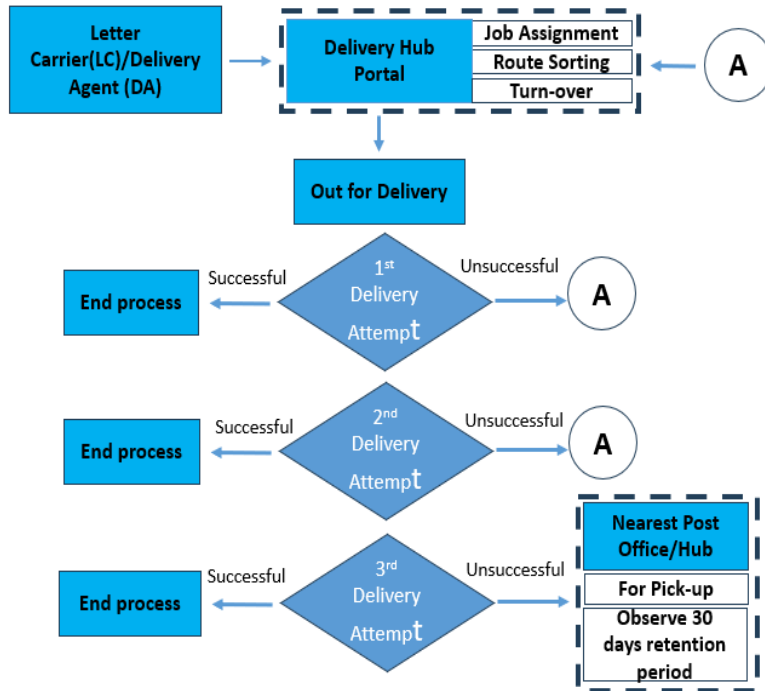 Letter
Carrier(LC)/Delivery
Agent (DA)
Delivery Hub
Portal
Job Assignment
Route Sorting
Turn-over
A
Out for Delivery
Successful
1st
Delivery
Attempt
Unsuccessful
End process
A
Successful
2nd
Delivery
Attempt
Unsuccessful
End process
A
Successful
3rd
Delivery
Attempt
Unsuccessful
End process
Nearest Post
Office/Hub
For Pick-up
Observe 30
days retention
period